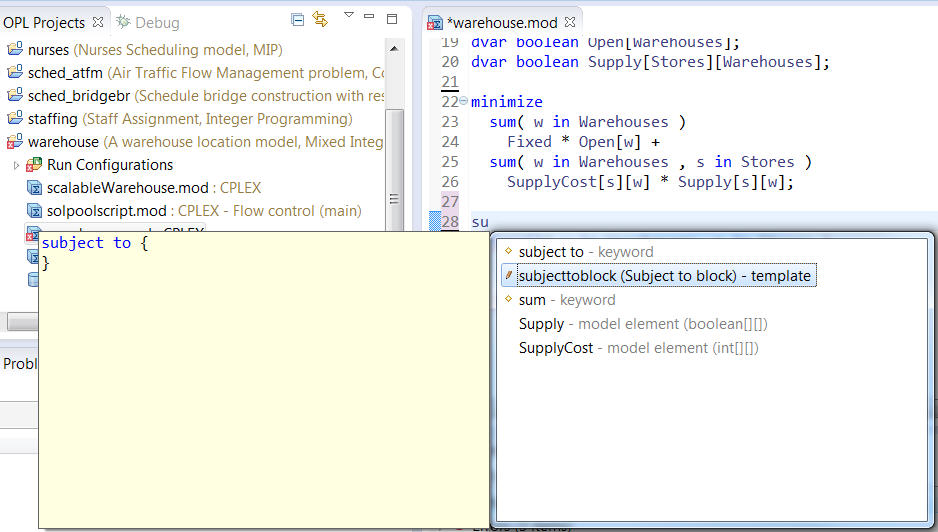 OPL Projects
Debug
nurses (Nurses Scheduling model, MIP)
sched_atfm (Air Traffic Flow Management problem, Co
sched_bridgebr (Schedule bridge construction with res
staffing (Staff Assignment, Integer Programming)
warehouse (A warehouse location model, Mixed Integ
Run Configurations
scalableWarehouse.mod : CPLEX
solpoolscript.mod : CPLEX - Flow control (main)
Proble
*warehouse.mod
19 dvar boolean Open[Warehouses];
20 dvar boolean Supply[Stores][Warehouses];
21
22 minimize
23 sum( w in Warehouses )
24 Fixed * Open[w] +
25 sum( w in Warehouses , s in Stores )
26 SupplyCost[s][w] * Supply[s][w];
27
28 su
subject to {
}
subject to - keyword
subjecttoblock (Subject to block) - template
sum - keyword
Supply - model element (boolean[][])
SupplyCost - model element (int[][])